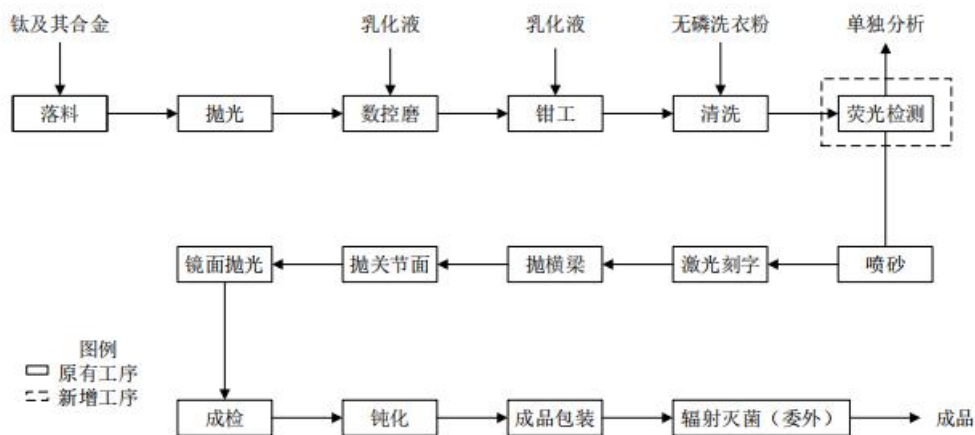 钛及其合金
乳化液
乳化液
无磷洗衣粉
单独分析
落料
抛光
数控磨
钳工
清洗
荧光检测
镜面抛光
抛关节面
抛横梁
激光刻字
喷砂
图例
原有工序
新增工序
成检
钝化
成品包装
辐射灭菌（委外）
成品